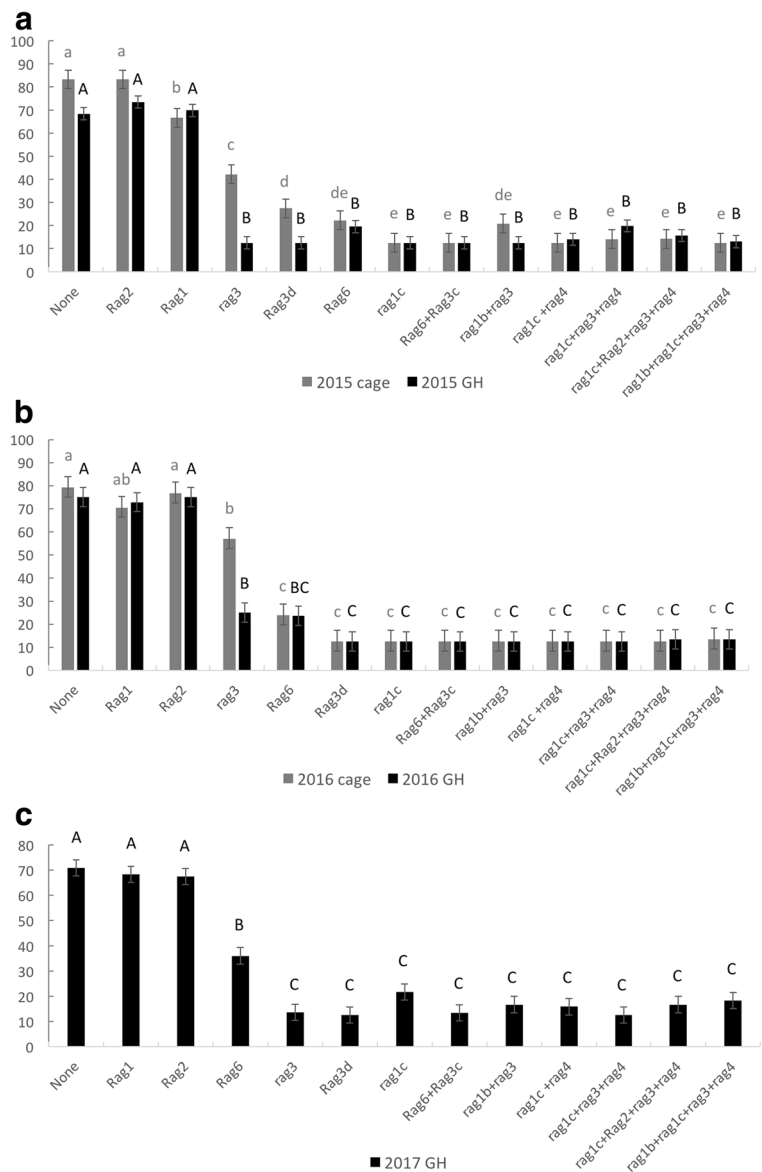 a
100
90
80
70
60
50
40
30
20
10
0
a A a A b A c B d B de B e B e B de B e B e B e B e B
None Rag2 Rag1 rag3 Rag3d Rag6 rag1c Rag6+Rag3c rag1b+rag3 rag1c +rag4 rag1c+rag3+rag4 rag1c+Rag2+rag3+rag4 rag1b+rag1c+rag3+rag4
2015 cage 2015 GH
b
100
90
80
70
60
50
40
30
20
10
0
a A ab A a A b B c BC c C c C c C c C c C c C c C c C
None Rag1 Rag2 rag3 Rag6 Rag3d rag1c Rag6+Rag3c rag1b+rag3 rag1c +rag4 rag1c+rag3+rag4 rag1c+Rag2+rag3+rag4 rag1b+rag1c+rag3+rag4
2016 cage 2016 GH
c
80
70
60
50
40
30
20
10
0
A A A B C C C C C C C C C
None Rag1 Rag2 Rag6 rag3 Rag3d rag1c Rag6+Rag3c rag1b+rag3 rag1c +rag4 rag1c+rag3+rag4 rag1c+Rag2+rag3+rag4 rag1b+rag1c+rag3+rag4
2017 GH